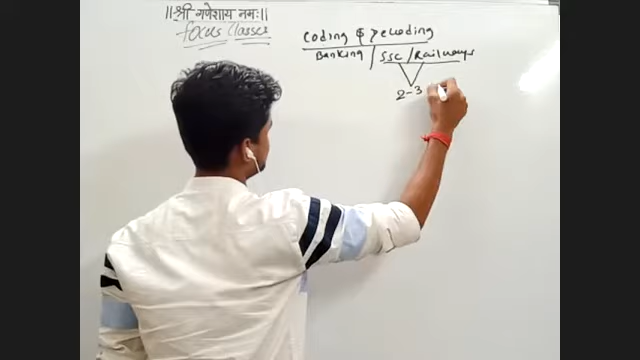 ||श्री गणेशाय नमः||
focus classes
Coding & Decoding
Banking / SSC / Railways
2-3